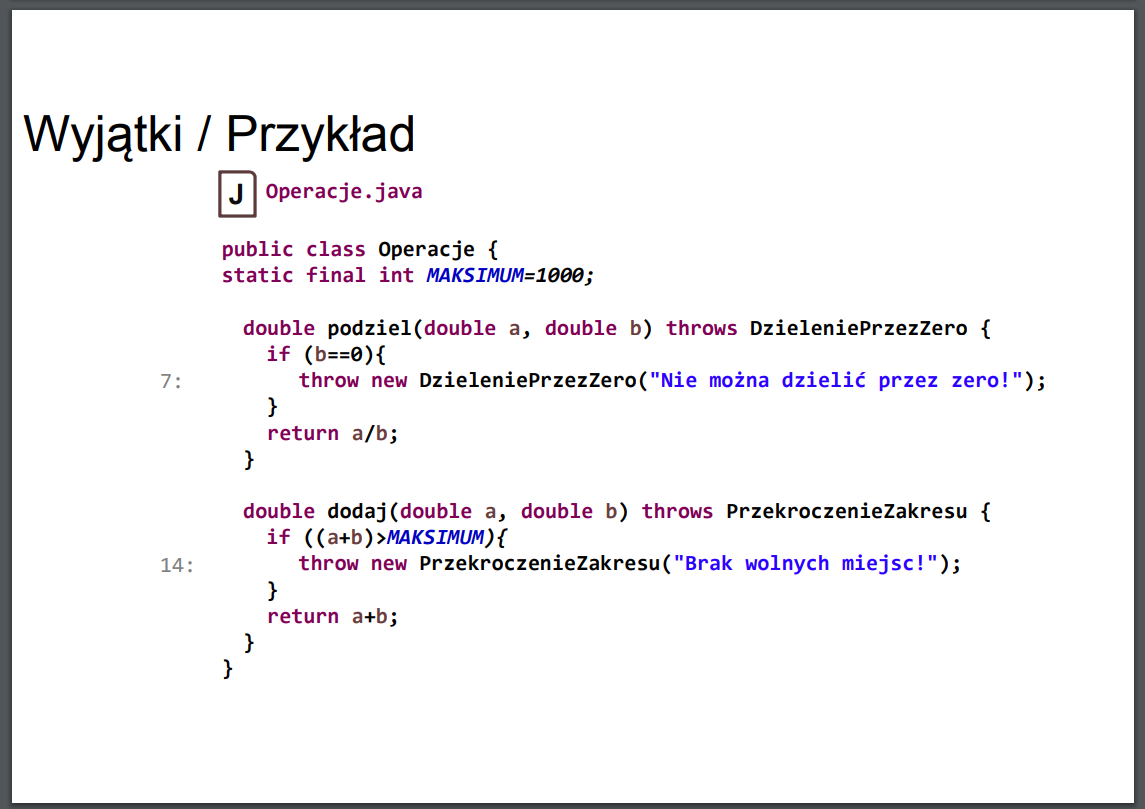 Wyjątki / Przykład
J Operacje.java
public class Operacje {
static final int MAKSIMUM=1000;
double podziel(double a, double b) throws DzieleniePrzezZero {
if (b==0){
7: throw new DzieleniePrzezZero("Nie można dzielić przez zero!");
}
return a/b;
}
double dodaj(double a, double b) throws PrzekroczenieZakresu {
if ((a+b)>MAKSIMUM){
14: throw new PrzekroczenieZakresu("Brak wolnych miejsc!");
}
return a+b;
}
}